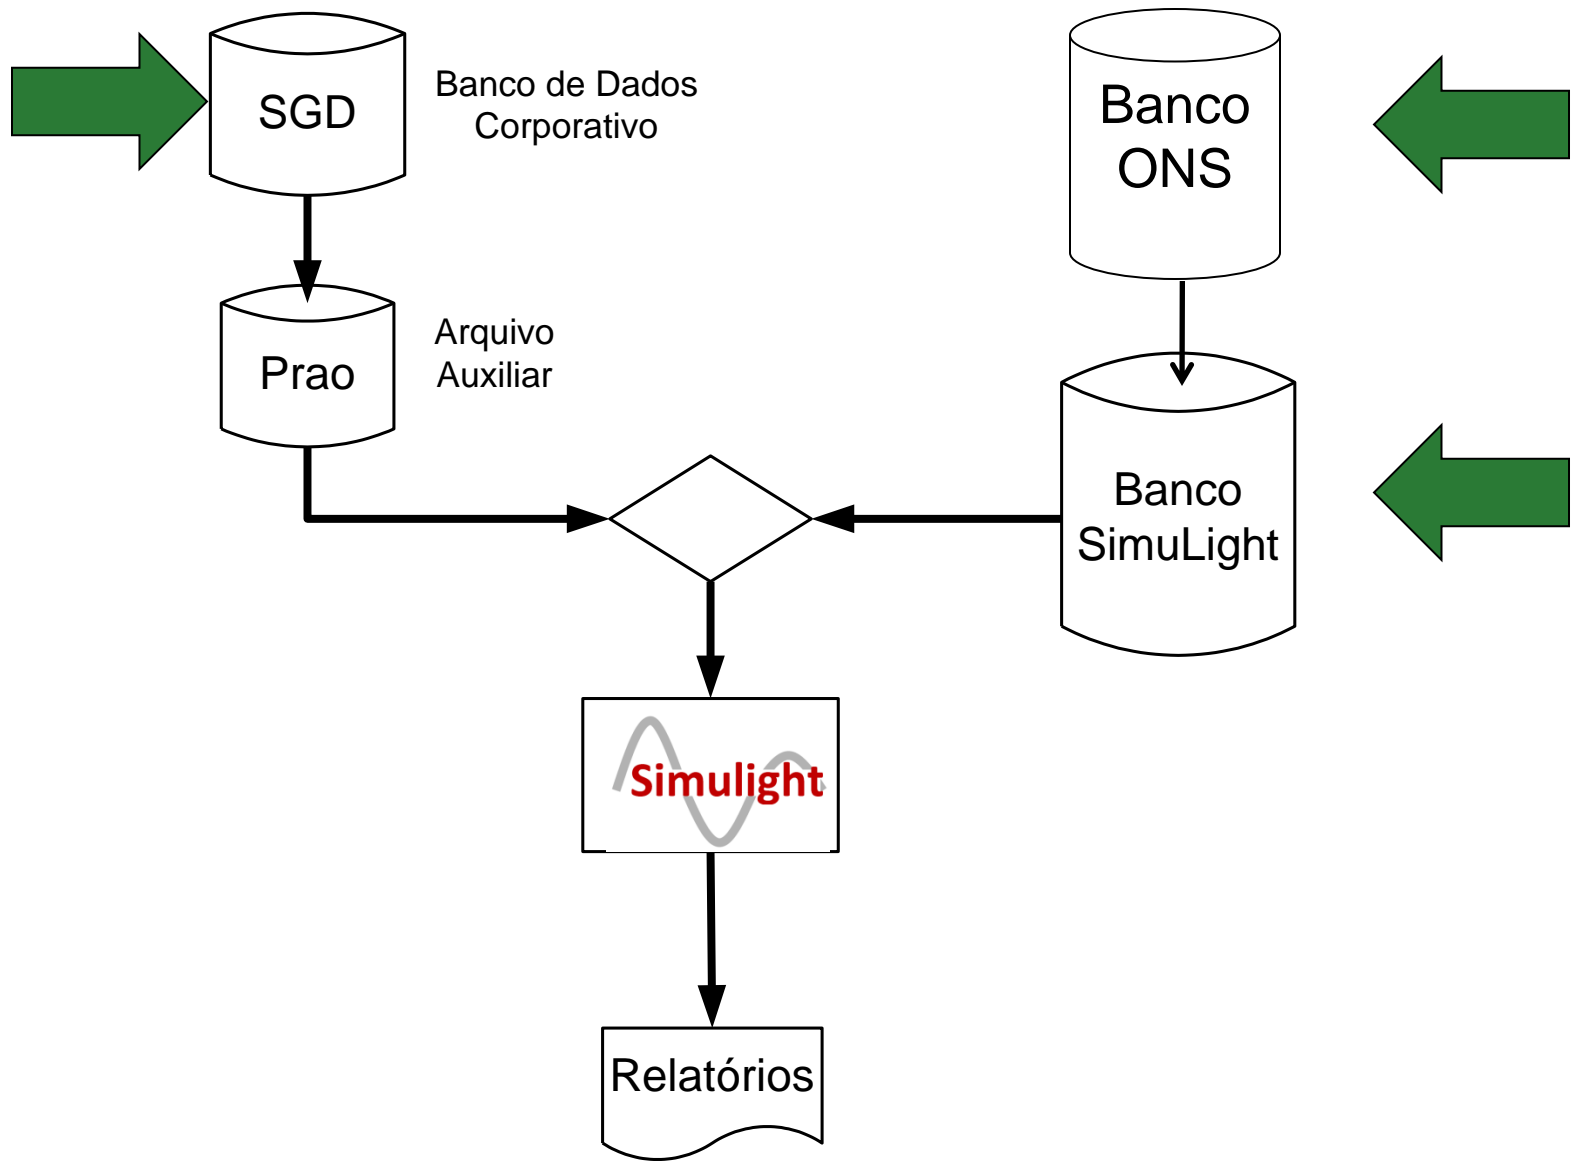 SGD
Banco de Dados
Corporativo
Banco
ONS
Prao
Arquivo
Auxiliar
Banco
SimuLight
Simulight
Relatórios